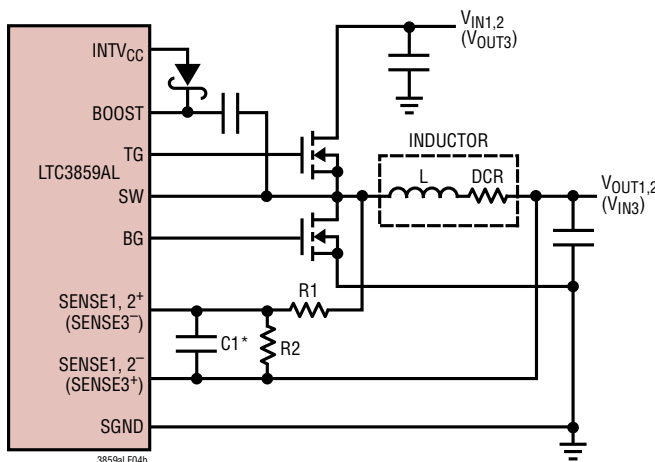 INTVCC
BOOST
TG
LTC3859AL
SW
BG
SENSE1, 2+
(SENSE3–)
SENSE1, 2–
(SENSE3+)
SGND
VIN1,2
(VOUT3)
INDUCTOR
L
DCR
VOUT1,2
(VIN3)
R1
C1*
R2
3859aL F04b